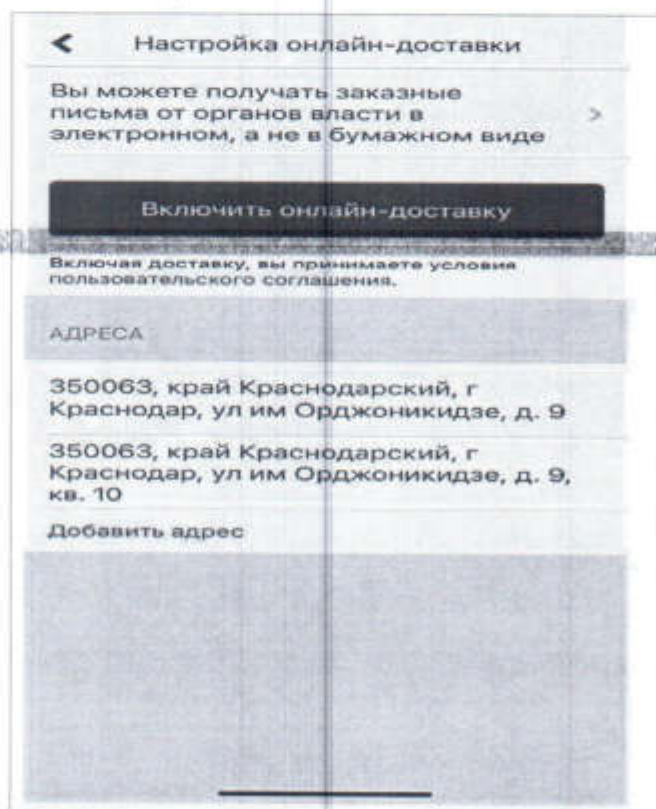 Настройка онлайн-доставки
Вы можете получать заказные
письма от органов власти в
электронном, а не в бумажном виде
Включить онлайн-доставку
Включая доставку, вы принимаете условия
пользовательского соглашения.
АДРЕСА
350063, край Краснодарский, г
Краснодар, ул им Орджоникидзе, д. 9
350063, край Краснодарский, г
Краснодар, ул им Орджоникидзе, д. 9,
кв. 10
Добавить адрес